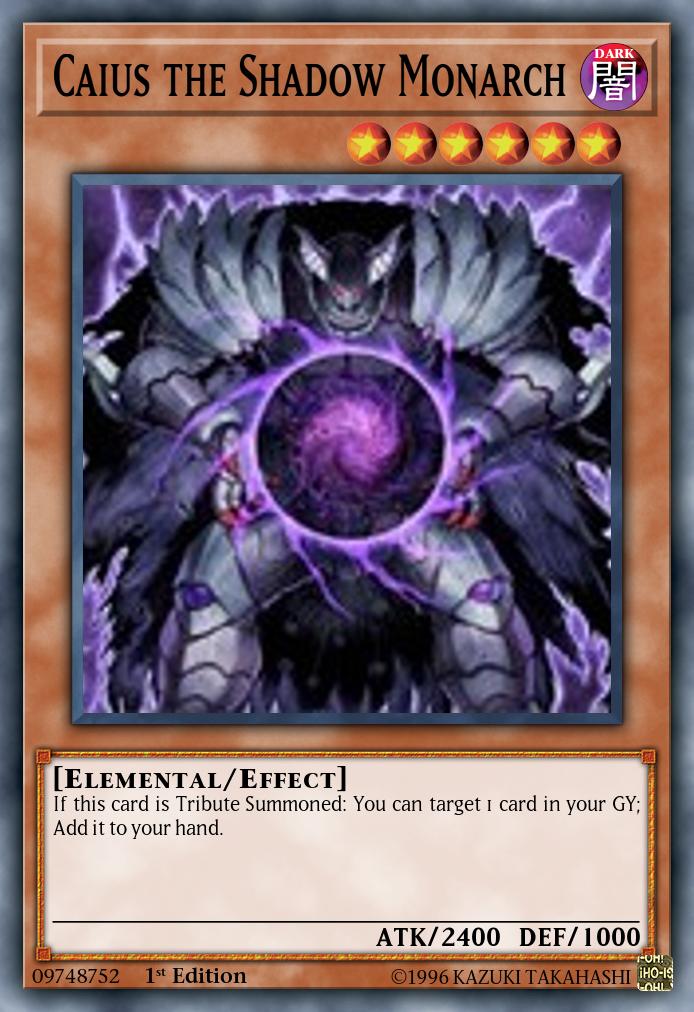 Caius the Shadow Monarch
DARK
闇
[Elemental/Effect]
If this card is Tribute Summoned: You can target 1 card in your GY;
Add it to your hand.
ATK/2400 DEF/1000
09748752 1st Edition ©1996 KAZUKI TAKAHASHI